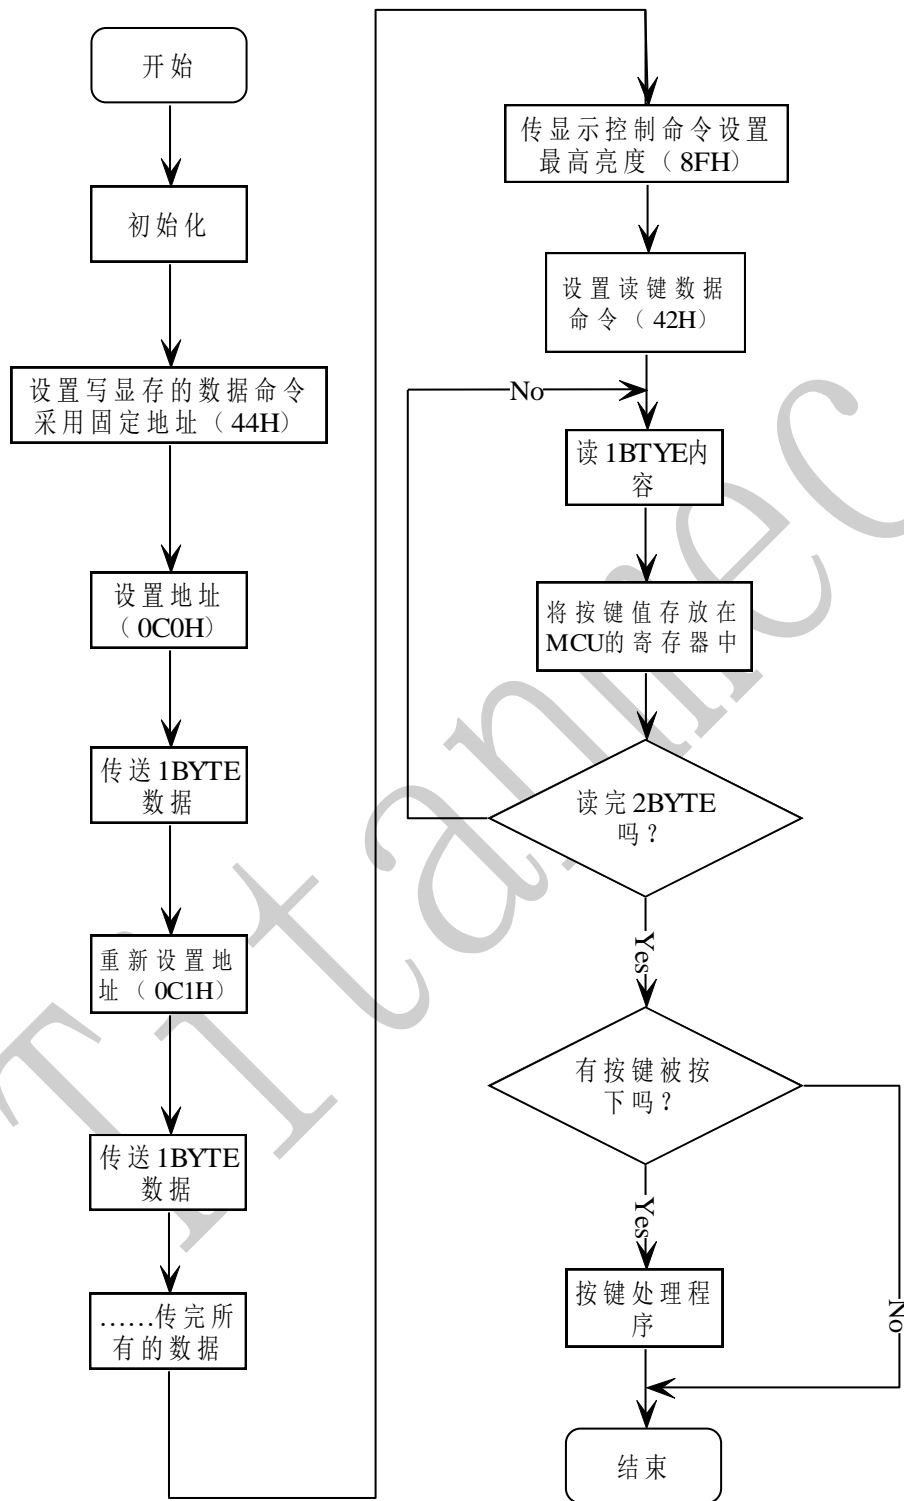 开始
初始化
设置写显存的数据命令
采用固定地址（44H）
设置地址
（0C0H）
传送1BYTE
数据
重新设置地
址（0C1H）
传送1BYTE
数据
……传完所
有的数据
传显示控制命令设置
最高亮度（8FH）
设置读键数据
命令（42H）
No
读1BTYE内
容
将按键值存放在
MCU的寄存器中
读完2BYTE
吗？
Yes
有按键被按
下吗？
Yes
No
按键处理程
序
结束
Titanmec